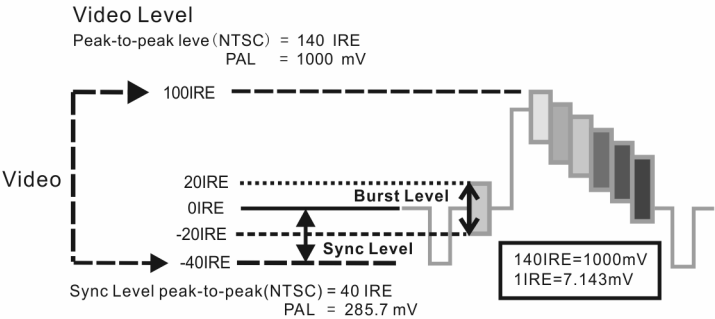 Video Level
Peak-to-peak leve(NTSC) = 140 IRE
PAL = 1000 mV
100IRE
Video
20IRE
Burst Level
0IRE
-20IRE
Sync Level
-40IRE
140IRE=1000mV
1IRE=7.143mV
Sync Level peak-to-peak(NTSC) = 40 IRE
PAL = 285.7 mV